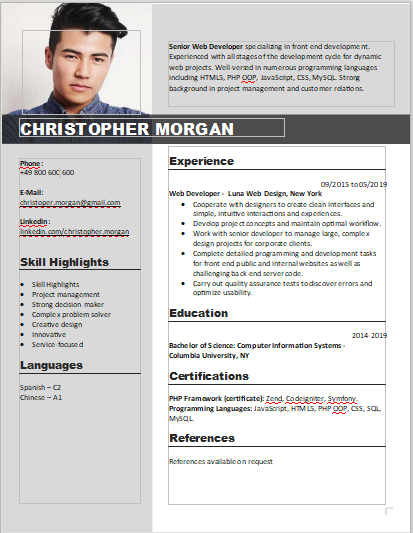 Senior Web Developer specializing in front end development.
Experienced with all stages of the development cycle for dynamic
web projects. Well-versed in numerous programming languages
including HTML5, PHP OOP, JavaScript, CSS, MySQL. Strong
background in project management and customer relations.
CHRISTOPHER MORGAN
Phone:
+49 800 600 600
E-Mail:
christoper.morgan@gmail.com
Linkedin:
linkedin.com/christopher.morgan
Skill Highlights
• Skill Highlights
• Project management
• Strong decision maker
• Complex problem solver
• Creative design
• Innovative
• Service-focused
Languages
Spanish – C2
Chinese – A1
Experience
09/2015 to 05/2019
Web Developer - Luna Web Design, New York
• Cooperate with designers to create clean interfaces and
simple, intuitive interactions and experiences.
• Develop project concepts and maintain optimal workflow.
• Work with senior developer to manage large, complex
design projects for corporate clients.
• Complete detailed programming and development tasks
for front end public and internal websites as well as
challenging back-end server code.
• Carry out quality assurance tests to discover errors and
optimize usability.
Education
2014-2019
Bachelor of Science: Computer Information Systems -
Columbia University, NY
Certifications
PHP Framework (certificate): Zend, Codeigniter, Symfony.
Programming Languages: JavaScript, HTML5, PHP OOP, CSS, SQL,
MySQL.
References
References available on request